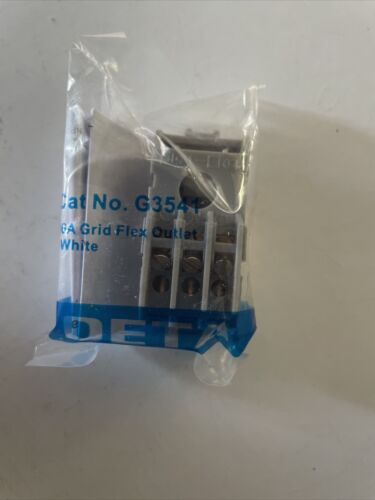 Cat No. G3541
Grid Flex Outlet
White
DETA